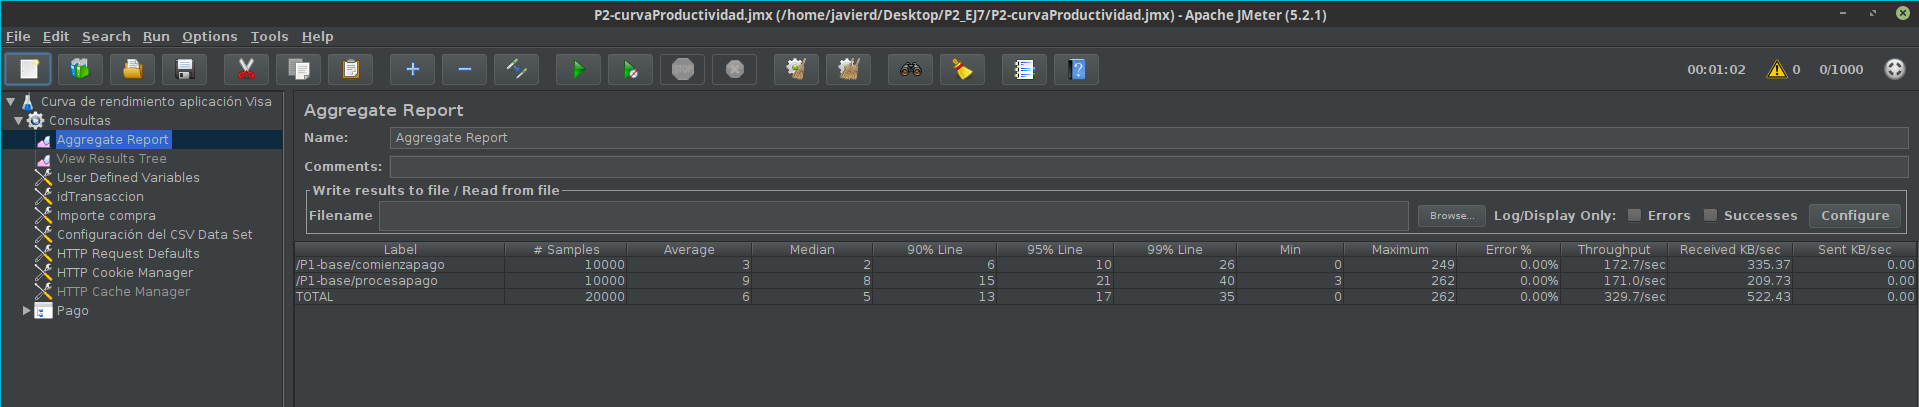 P2-curvaProductividad.jmx (/home/javierd/Desktop/P2_EJ7/P2-curvaProductividad.jmx) - Apache JMeter (5.2.1)
File Edit Search Run Options Tools Help
STOP 00:01:02 0 0/1000
Curva de rendimiento aplicación Visa
Consultas
Aggregate Report
View Results Tree
User Defined Variables
idTransaccion
Importe compra
Configuración del CSV Data Set
HTTP Request Defaults
HTTP Cookie Manager
HTTP Cache Manager
Pago
Aggregate Report
Name: Aggregate Report
Comments:
Write results to file / Read from file
Filename Browse... Log/Display Only: Errors Successes Configure
Label # Samples Average Median 90% Line 95% Line 99% Line Min Maximum Error % Throughput Received KB/sec Sent KB/sec
/P1-base/comienzapago 10000 3 2 6 10 26 0 249 0.00% 172.7/sec 335.37 0.00
/P1-base/procesapago 10000 9 8 15 21 40 3 262 0.00% 171.0/sec 209.73 0.00
TOTAL 20000 6 5 13 17 35 0 262 0.00% 329.7/sec 522.43 0.00